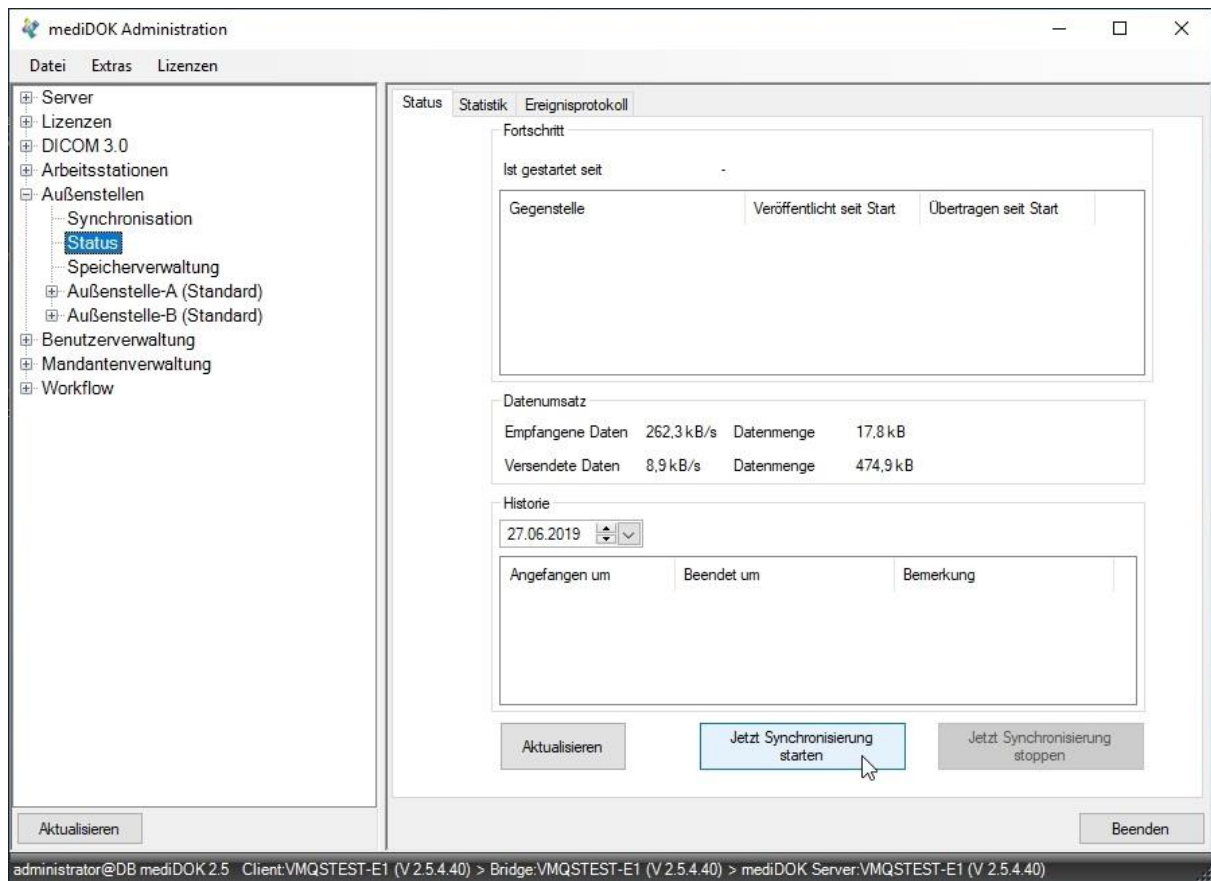 mediDOK Administration
Datei Extras Lizenzen
Server
Lizenzen
DICOM 3.0
Arbeitsstationen
Außenstellen
Synchronisation
Status
Speicherverwaltung
Außenstelle-A (Standard)
Außenstelle-B (Standard)
Benutzerverwaltung
Mandantenverwaltung
Workflow
Aktualisieren
Status Statistik Ereignisprotokoll
Fortschritt
Ist gestartet seit -
Gegenstelle Veröffentlicht seit Start Übertragen seit Start
Datenumsatz
Empfangene Daten 262,3 kB/s Datenmenge 17,8 kB
Versendete Daten 8,9 kB/s Datenmenge 474,9 kB
Historie
27.06.2019
Angefangen um Beendet um Bemerkung
Aktualisieren
Jetzt Synchronisierung
starten
Jetzt Synchronisierung
stoppen
Beenden
administrator@DB mediDOK 2.5 Client:VMQSTEST-E1 (V 2.5.4.40) > Bridge:VMQSTEST-E1 (V 2.5.4.40) > mediDOK Server:VMQSTEST-E1 (V 2.5.4.40)